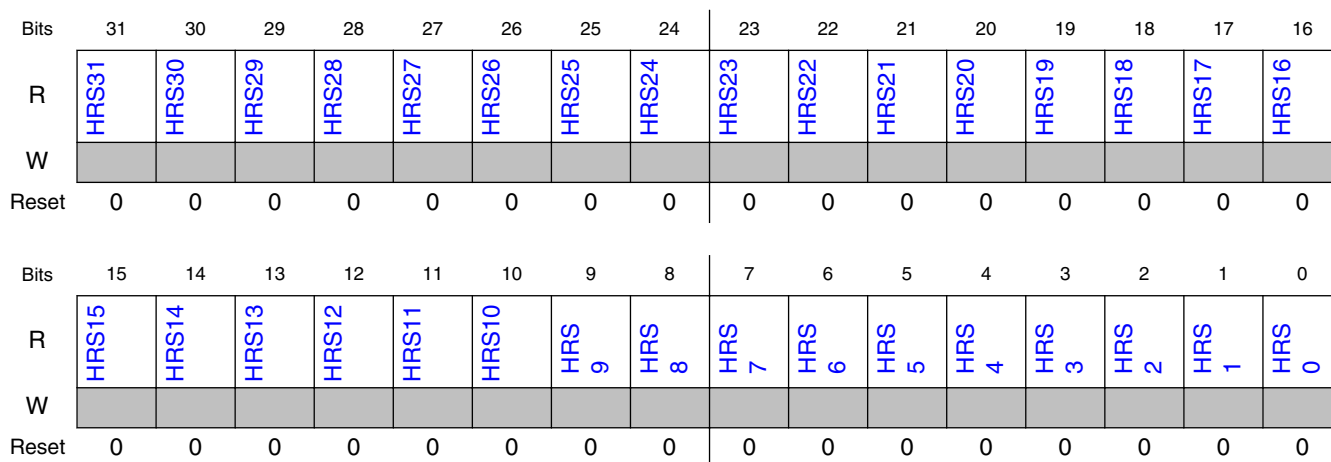 Bits 31 30 29 28 27 26 25 24 23 22 21 20 19 18 17 16
R HRS31 HRS30 HRS29 HRS28 HRS27 HRS26 HRS25 HRS24 HRS23 HRS22 HRS21 HRS20 HRS19 HRS18 HRS17 HRS16
W
Reset 0 0 0 0 0 0 0 0 0 0 0 0 0 0 0 0
Bits 15 14 13 12 11 10 9 8 7 6 5 4 3 2 1 0
R HRS15 HRS14 HRS13 HRS12 HRS11 HRS10 HRS 9 HRS 8 HRS 7 HRS 6 HRS 5 HRS 4 HRS 3 HRS 2 HRS 1 HRS 0
W
Reset 0 0 0 0 0 0 0 0 0 0 0 0 0 0 0 0